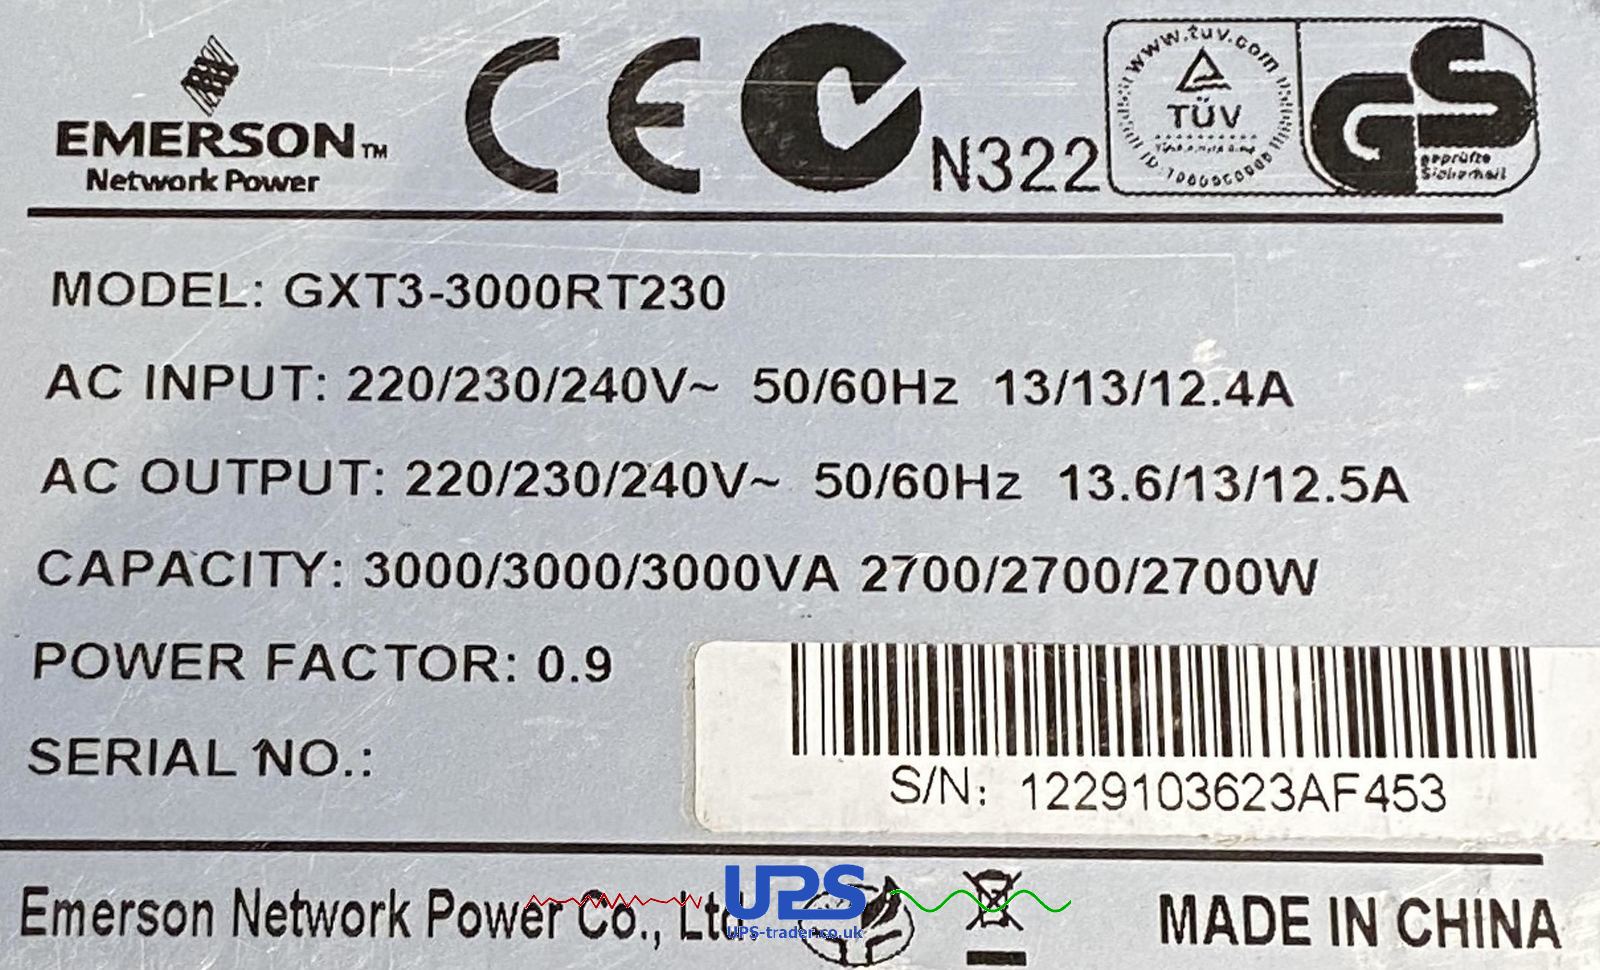 EMERSON™
Network Power
CE
N322
www.tuv.com
TÜV
GS
geprüfte
Sicherheit
MODEL: GXT3-3000RT230
AC INPUT: 220/230/240V~ 50/60Hz 13/13/12.4A
AC OUTPUT: 220/230/240V~ 50/60Hz 13.6/13/12.5A
CAPACITY: 3000/3000/3000VA 2700/2700/2700W
POWER FACTOR: 0.9
SERIAL NO.:
S/N: 1229103623AF453
Emerson Network Power Co., Ltd.
UPS
UPS-trader.co.uk
MADE IN CHINA